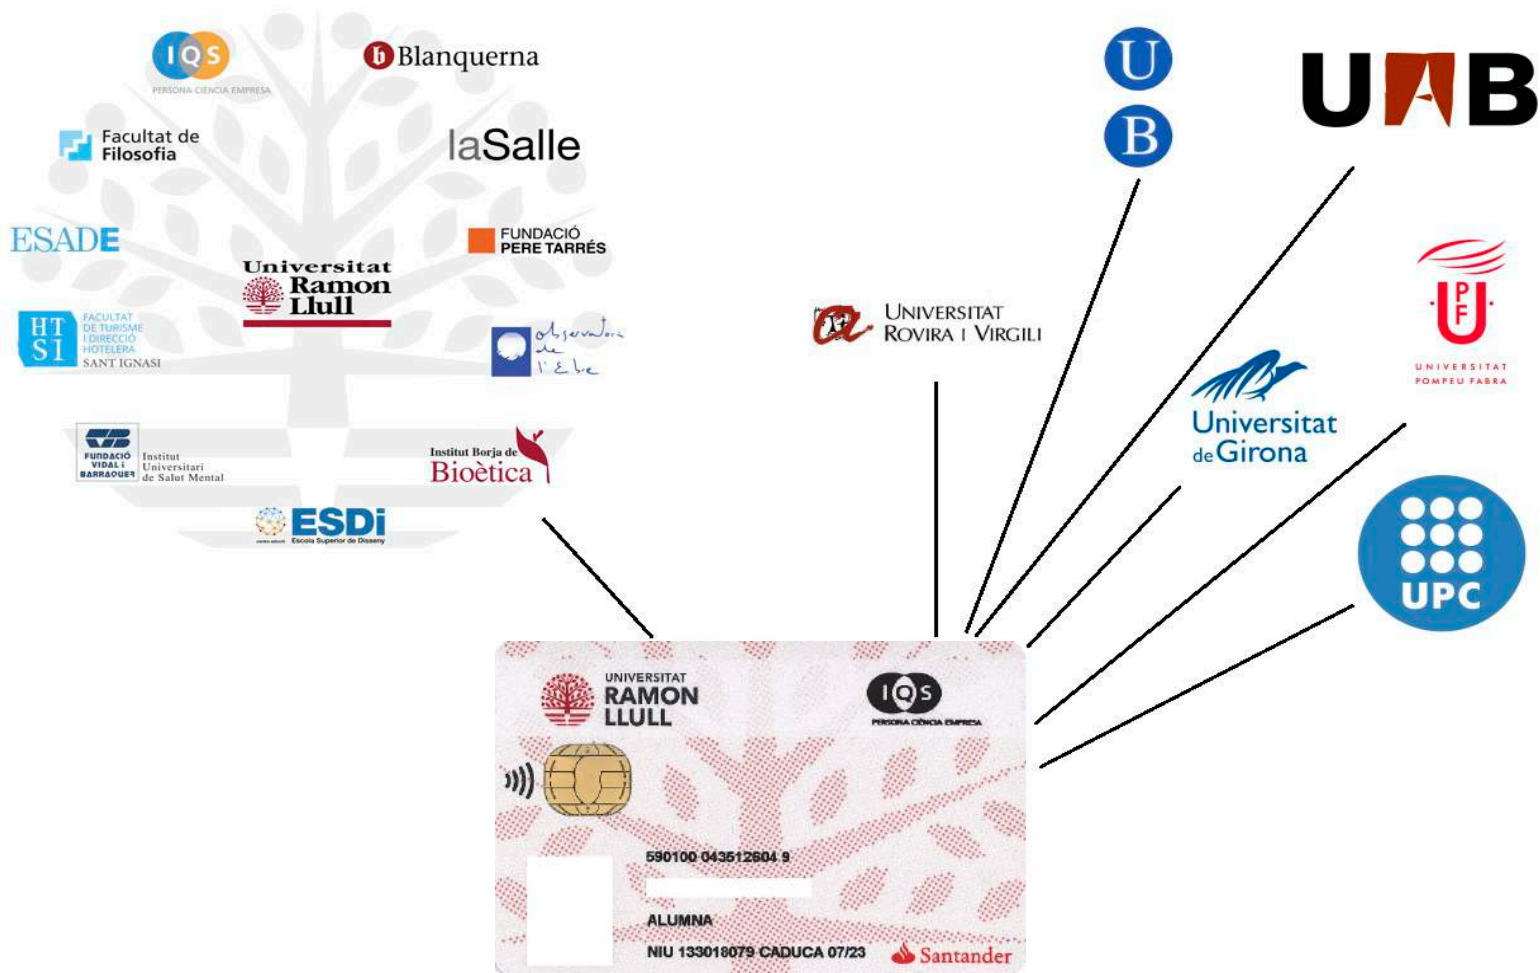 IQS
PERSONA CIÈNCIA EMPRESA
b Blanquerna
Facultat de
Filosofia
laSalle
ESADE
FUNDACIÓ
PERE TARRÉS
Universitat
Ramon
Llull
HT
SI
FACULTAT
DE TURISME
I DIRECCIÓ
HOTELERA
SANT IGNASI
observatori
de
l'Ebre
FUNDACIÓ
VIDAL i
BARRAQUER
Institut
Universitari
de Salut Mental
Institut Borja de
Bioètica
ESDi
Escola Superior de Disseny
UNIVERSITAT
ROVIRA I VIRGILI
U
B
UAB
UPF
UNIVERSITAT
POMPEU FABRA
Universitat
de Girona
UPC
UNIVERSITAT
RAMON
LLULL
IQS
PERSONA CIÈNCIA EMPRESA
590100 043512604 9
ALUMNA
NIU 133018079 CADUCA 07/23
Santander